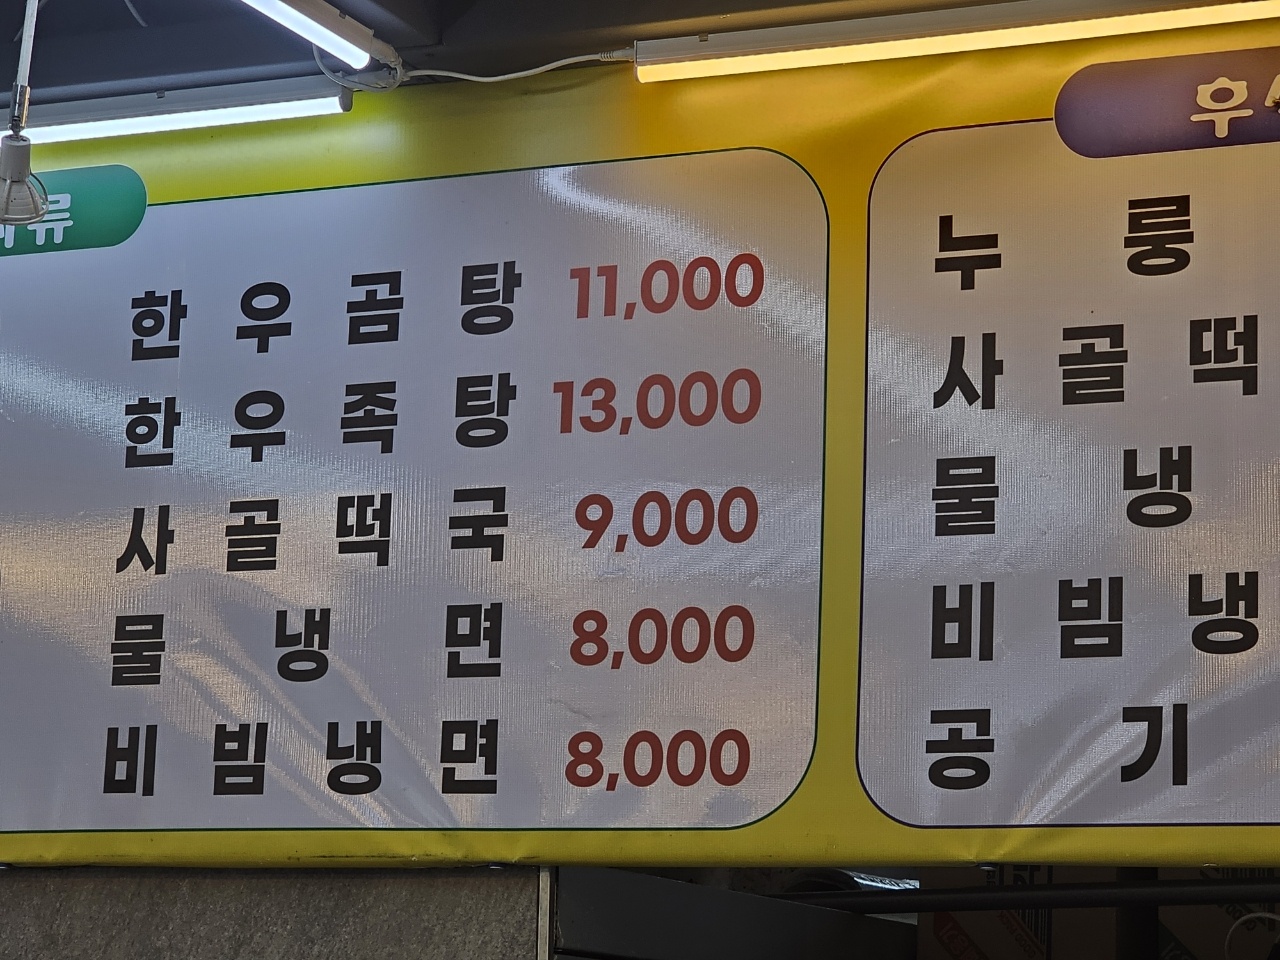 류
한우곰탕 11,000
한우족탕 13,000
사골떡국 9,000
물냉면 8,000
비빔냉면 8,000
우
누룽
사골떡
물냉
비빔냉
공기